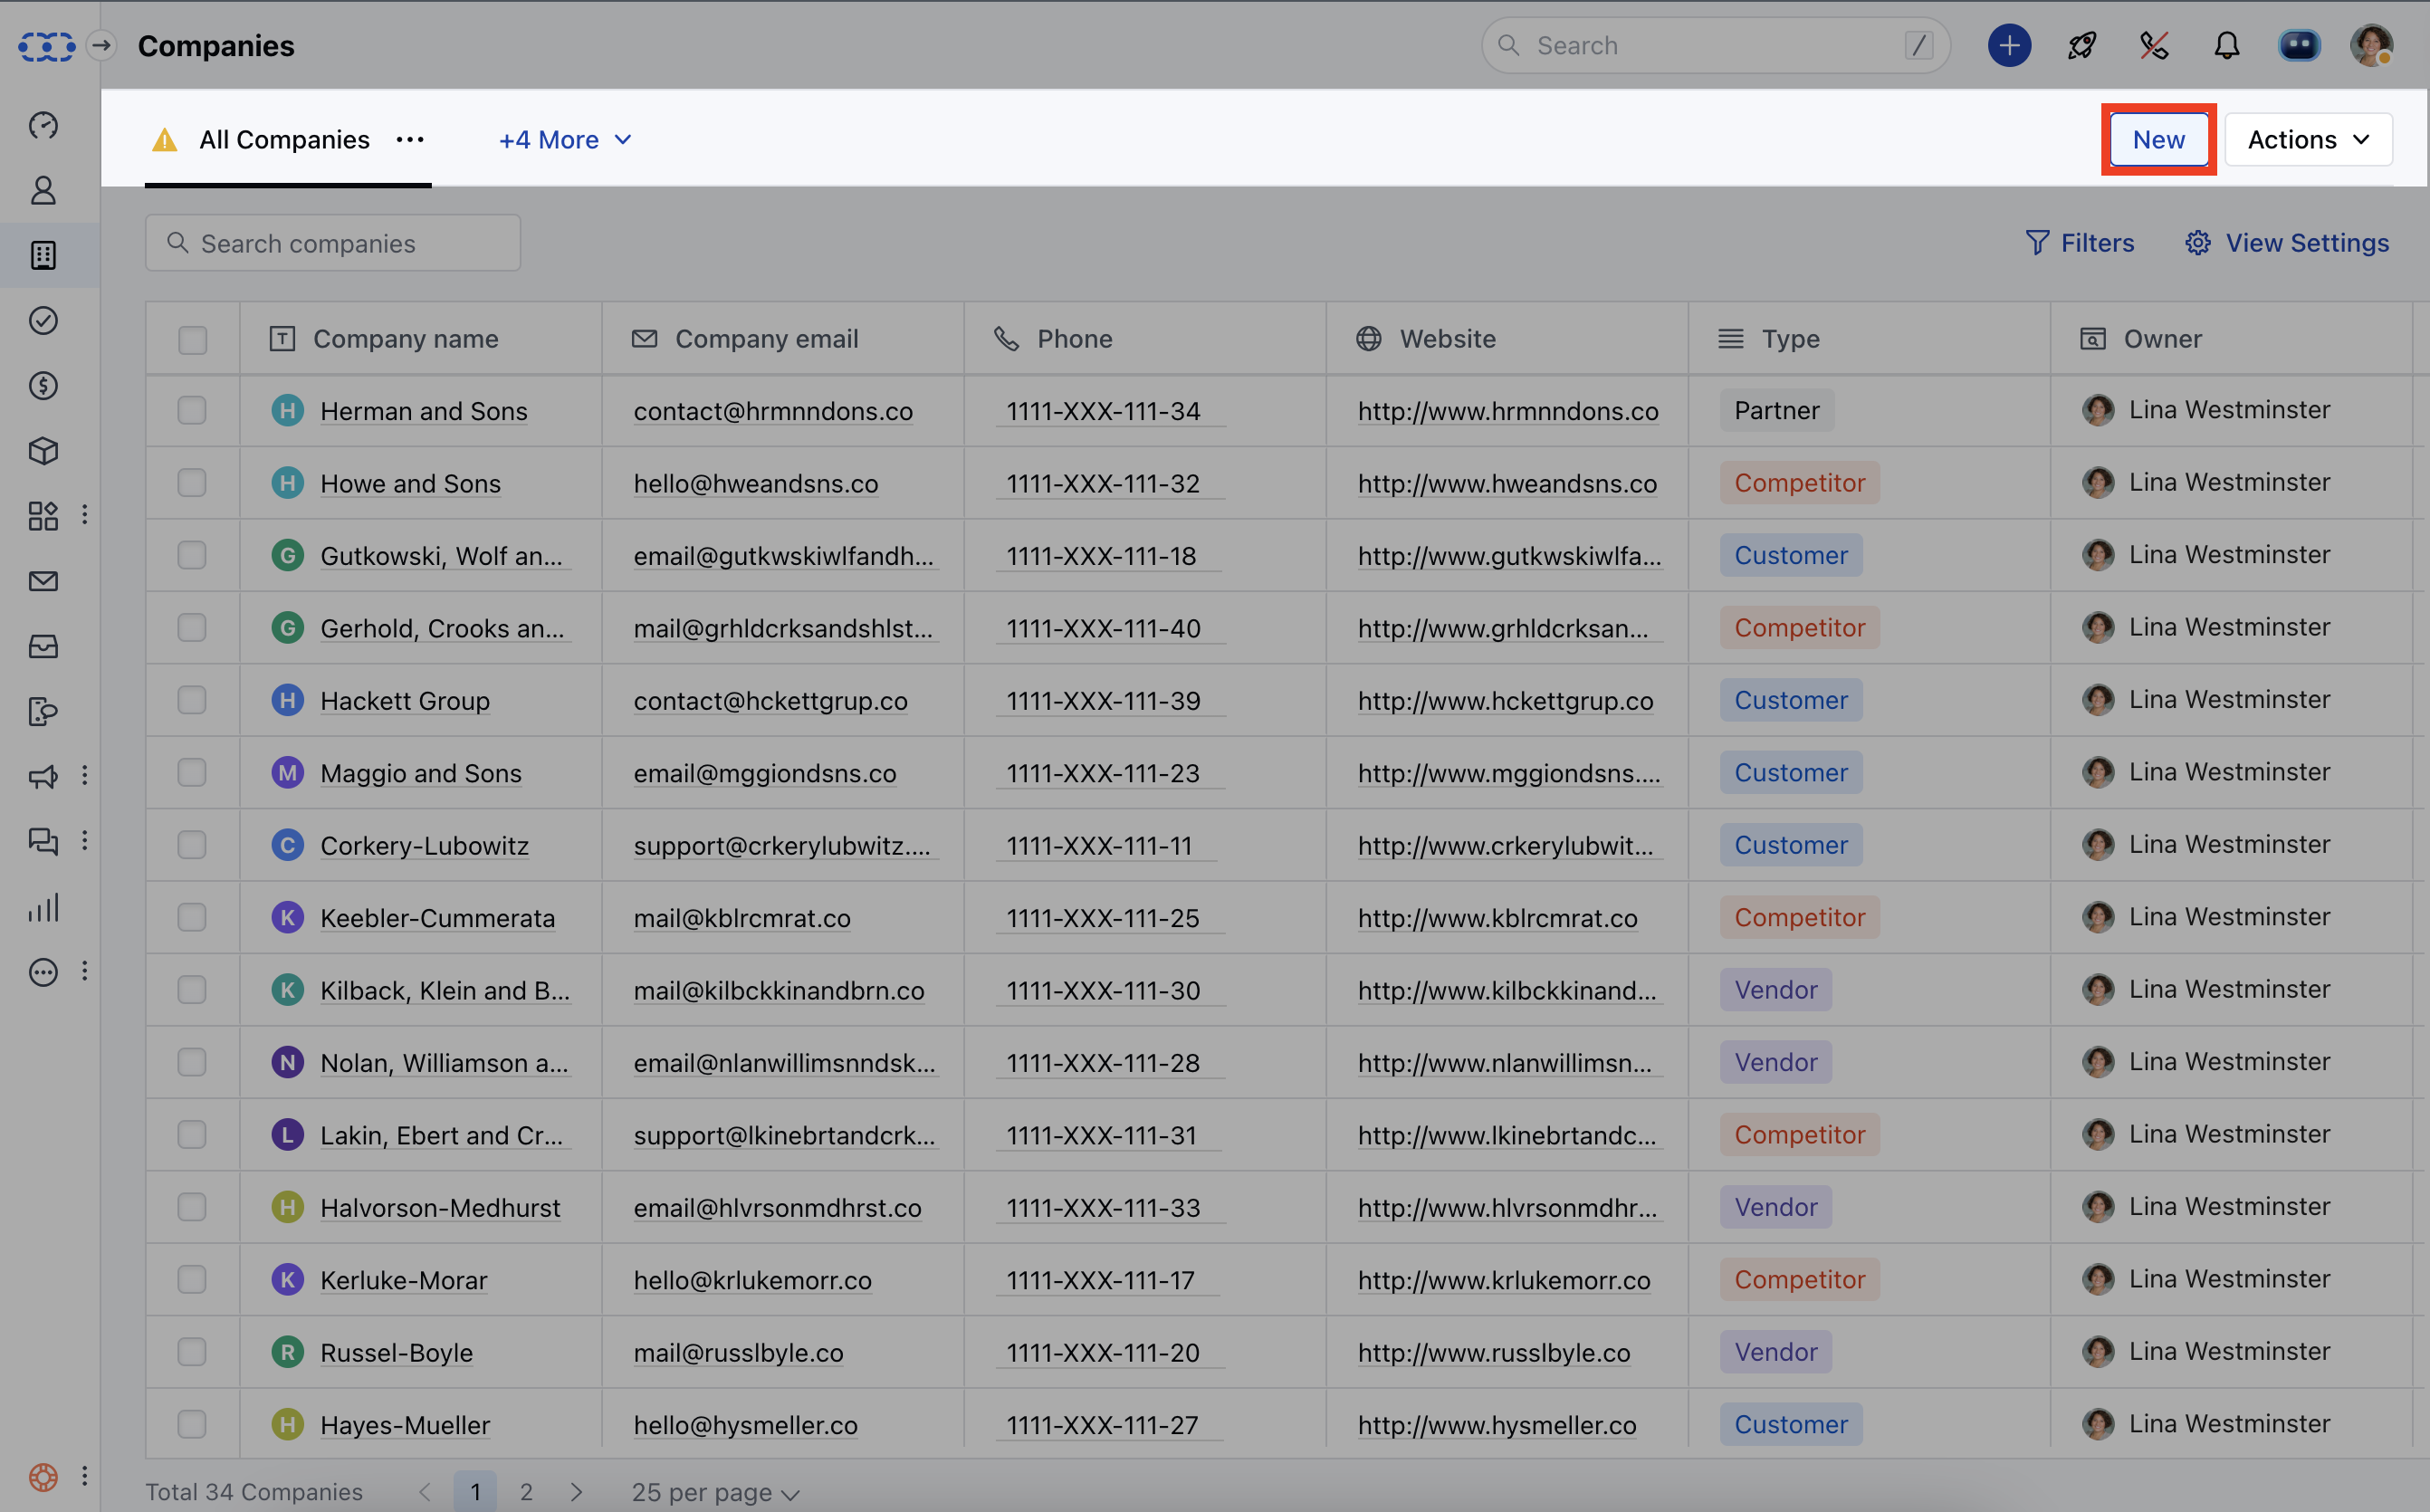 Companies
Search /
All Companies ••• +4 More New Actions
Search companies Filters View Settings
Company name Company email Phone Website Type Owner
H Herman and Sons contact@hrmnndons.co 1111-XXX-111-34 http://www.hrmnndons.co Partner Lina Westminster
H Howe and Sons hello@hweandsns.co 1111-XXX-111-32 http://www.hweandsns.co Competitor Lina Westminster
G Gutkowski, Wolf an... email@gutkwskiwlfandh... 1111-XXX-111-18 http://www.gutkwskiwlfa... Customer Lina Westminster
G Gerhold, Crooks an... mail@grhldcrksandshlst... 1111-XXX-111-40 http://www.grhldcrksan... Competitor Lina Westminster
H Hackett Group contact@hckettgrup.co 1111-XXX-111-39 http://www.hckettgrup.co Customer Lina Westminster
M Maggio and Sons email@mggiondsns.co 1111-XXX-111-23 http://www.mggiondsns.... Customer Lina Westminster
C Corkery-Lubowitz support@crkerylubwitz.... 1111-XXX-111-11 http://www.crkerylubwit... Customer Lina Westminster
K Keebler-Cummerata mail@kblrcmrat.co 1111-XXX-111-25 http://www.kblrcmrat.co Competitor Lina Westminster
K Kilback, Klein and B... mail@kilbckkinandbrn.co 1111-XXX-111-30 http://www.kilbckkinand... Vendor Lina Westminster
N Nolan, Williamson a... email@nlanwillimsnndsk... 1111-XXX-111-28 http://www.nlanwillimsn... Vendor Lina Westminster
L Lakin, Ebert and Cr... support@lkinebrtandcrk... 1111-XXX-111-31 http://www.lkinebrtandc... Competitor Lina Westminster
H Halvorson-Medhurst email@hlvrsonmdhrst.co 1111-XXX-111-33 http://www.hlvrsonmdhr... Vendor Lina Westminster
K Kerluke-Morar hello@krlukemorr.co 1111-XXX-111-17 http://www.krlukemorr.co Competitor Lina Westminster
R Russel-Boyle mail@russlbyle.co 1111-XXX-111-20 http://www.russlbyle.co Vendor Lina Westminster
H Hayes-Mueller hello@hysmeller.co 1111-XXX-111-27 http://www.hysmeller.co Customer Lina Westminster
Total 34 Companies 1 2 25 per page